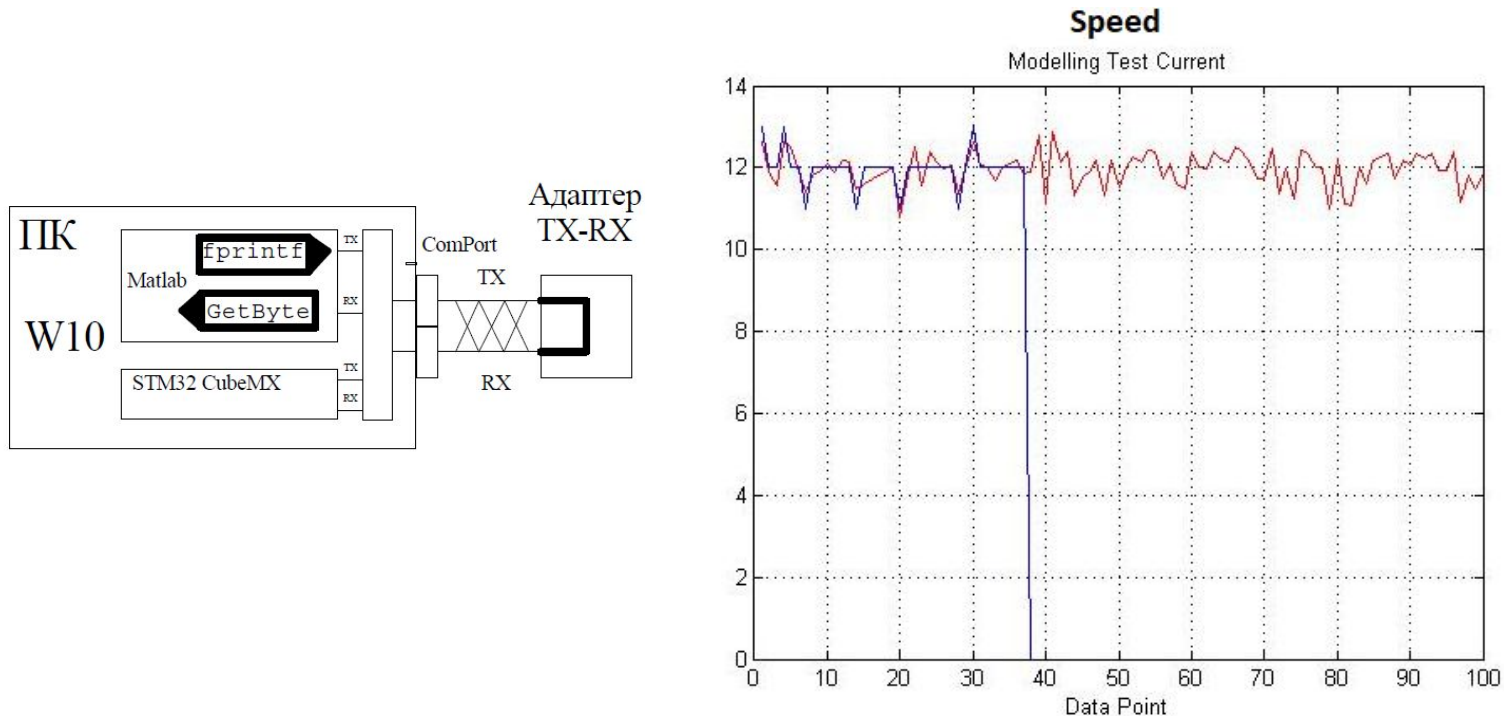 ПК
W10
Matlab
fprintf
GetByte
TX
RX
STM32 CubeMX
TX
RX
ComPort
TX
RX
Адаптер
TX-RX
Speed
Modelling Test Current
14
12
10
8
6
4
2
0
0 10 20 30 40 50 60 70 80 90 100
Data Point